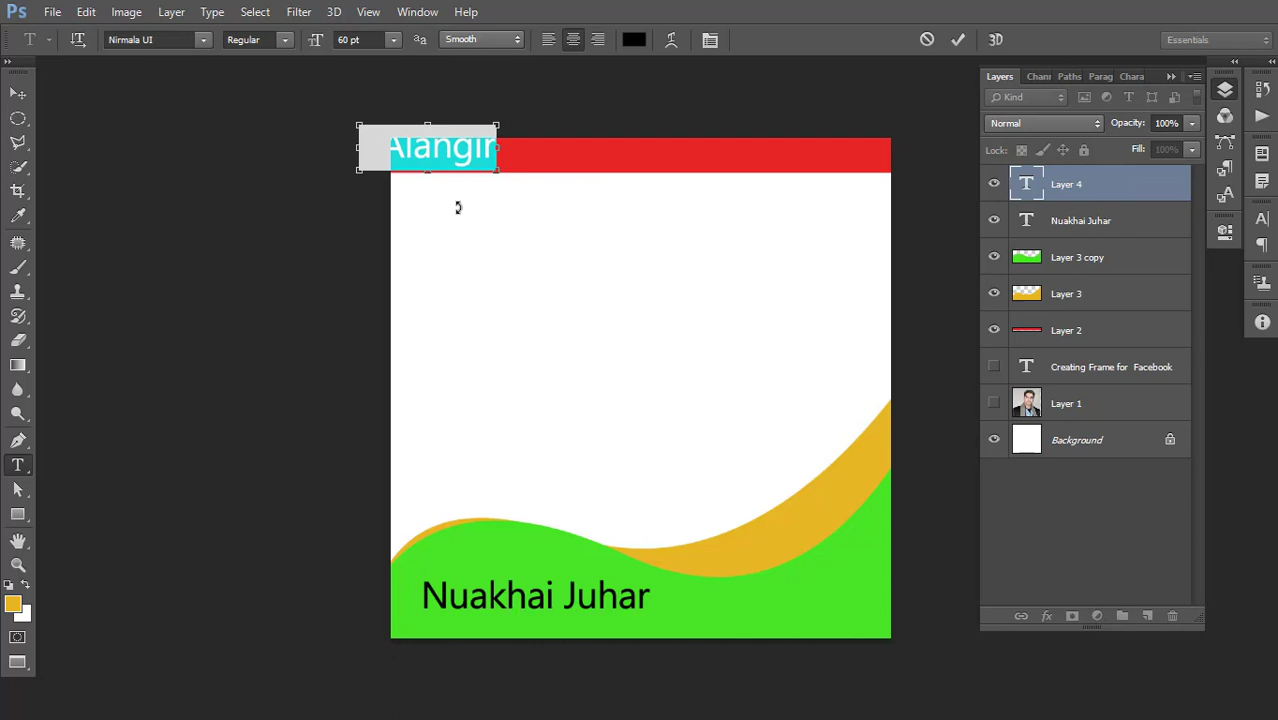 Ps File Edit Image Layer Type Select Filter 3D View Window Help
T Nirmala UI Regular 60 pt Smooth 3D Essentials
Layers Chanr Paths Parag Chara
Kind
Normal Opacity: 100%
Lock: Fill: 100%
Layer 4
Nuakhai Juhar
Layer 3 copy
Layer 3
Layer 2
Creating Frame for Facebook
Layer 1
Background
Alangir
Nuakhai Juhar